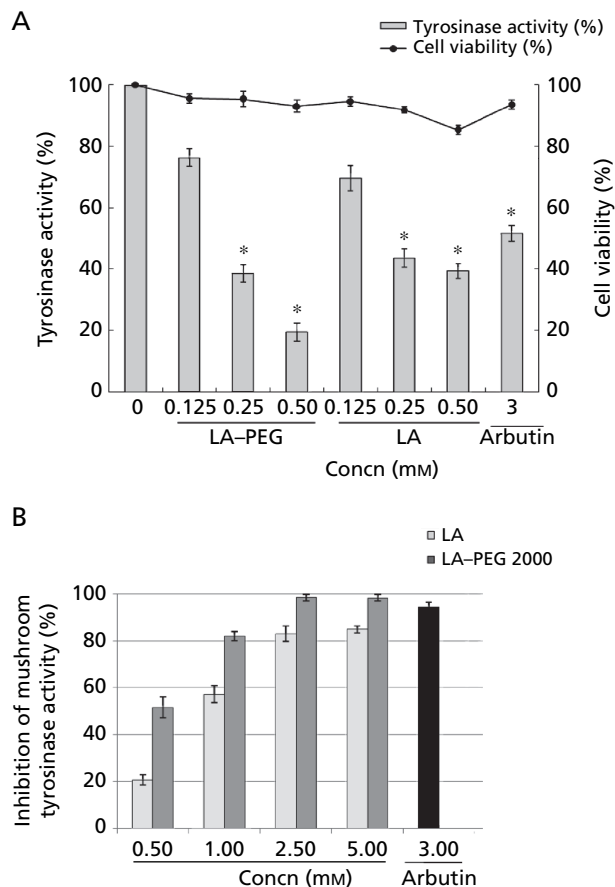 A
Tyrosinase activity (%)
Cell viability (%)
100
80
60
40
20
0
Tyrosinase activity (%)
100
80
60
40
20
0
Cell viability (%)
*
*
*
*
*
0 0.125 0.25 0.50 0.125 0.25 0.50 3
LA–PEG LA Arbutin
Concn (mM)
B
LA
LA–PEG 2000
Inhibition of mushroom
tyrosinase activity (%)
100
80
60
40
20
0
0.50 1.00 2.50 5.00 3.00
Concn (mM) Arbutin